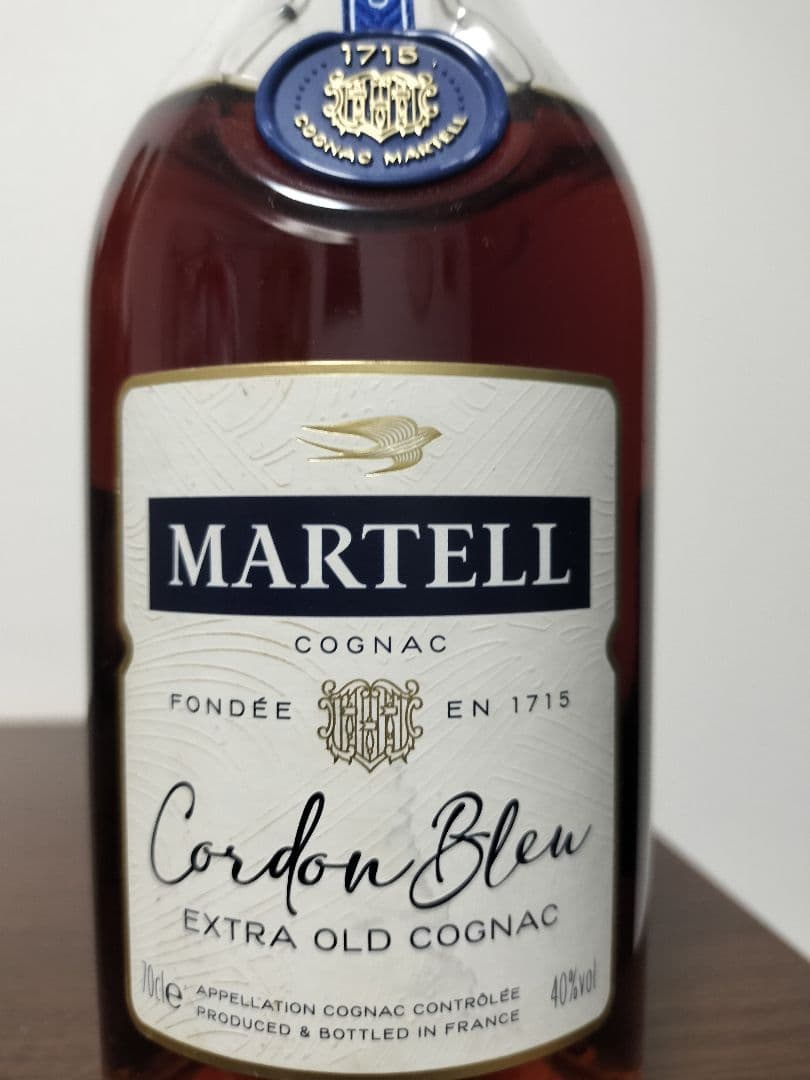 1715
COGNAC MARTELL
MARTELL
COGNAC
FONDÉE EN 1715
Cordon Bleu
EXTRA OLD COGNAC
70cl e APPELLATION COGNAC CONTRÔLÉE 40%vol
PRODUCED & BOTTLED IN FRANCE